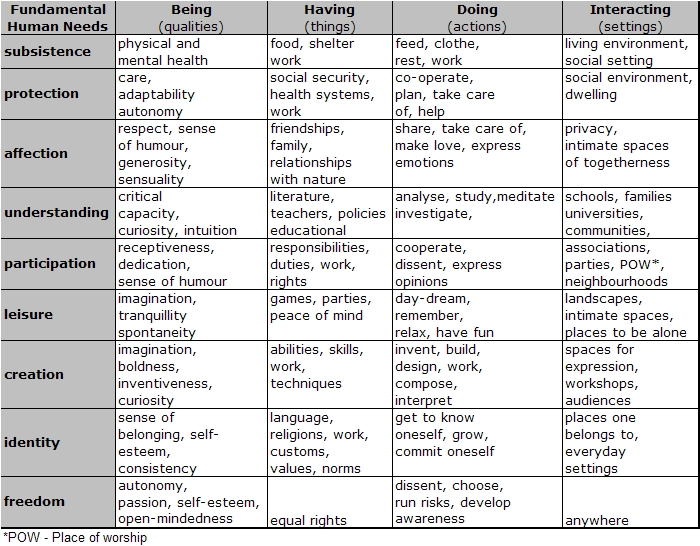 Fundamental Human Needs
Being (qualities)
Having (things)
Doing (actions)
Interacting (settings)
subsistence
physical and
mental health
food, shelter
work
feed, clothe,
rest, work
living environment,
social setting
protection
care,
adaptability
autonomy
social security,
health systems,
work
co-operate,
plan, take care
of, help
social environment,
dwelling
affection
respect, sense
of humour,
generosity,
sensuality
friendships,
family,
relationships
with nature
share, take care of,
make love, express
emotions
privacy,
intimate spaces
of togetherness
understanding
critical
capacity,
curiosity, intuition
literature,
teachers, policies
educational
analyse, study,meditate
investigate,
schools, families
universities,
communities,
participation
receptiveness,
dedication,
sense of humour
responsibilities,
duties, work,
rights
cooperate,
dissent, express
opinions
associations,
parties, POW*,
neighbourhoods
leisure
imagination,
tranquillity
spontaneity
games, parties,
peace of mind
day-dream,
remember,
relax, have fun
landscapes,
intimate spaces,
places to be alone
creation
imagination,
boldness,
inventiveness,
curiosity
abilities, skills,
work,
techniques
invent, build,
design, work,
compose,
interpret
spaces for
expression,
workshops,
audiences
identity
sense of
belonging, self-
esteem,
consistency
language,
religions, work,
customs,
values, norms
get to know
oneself, grow,
commit oneself
places one
belongs to,
everyday
settings
freedom
autonomy,
passion, self-esteem,
open-mindedness
equal rights
dissent, choose,
run risks, develop
awareness
anywhere
*POW - Place of worship